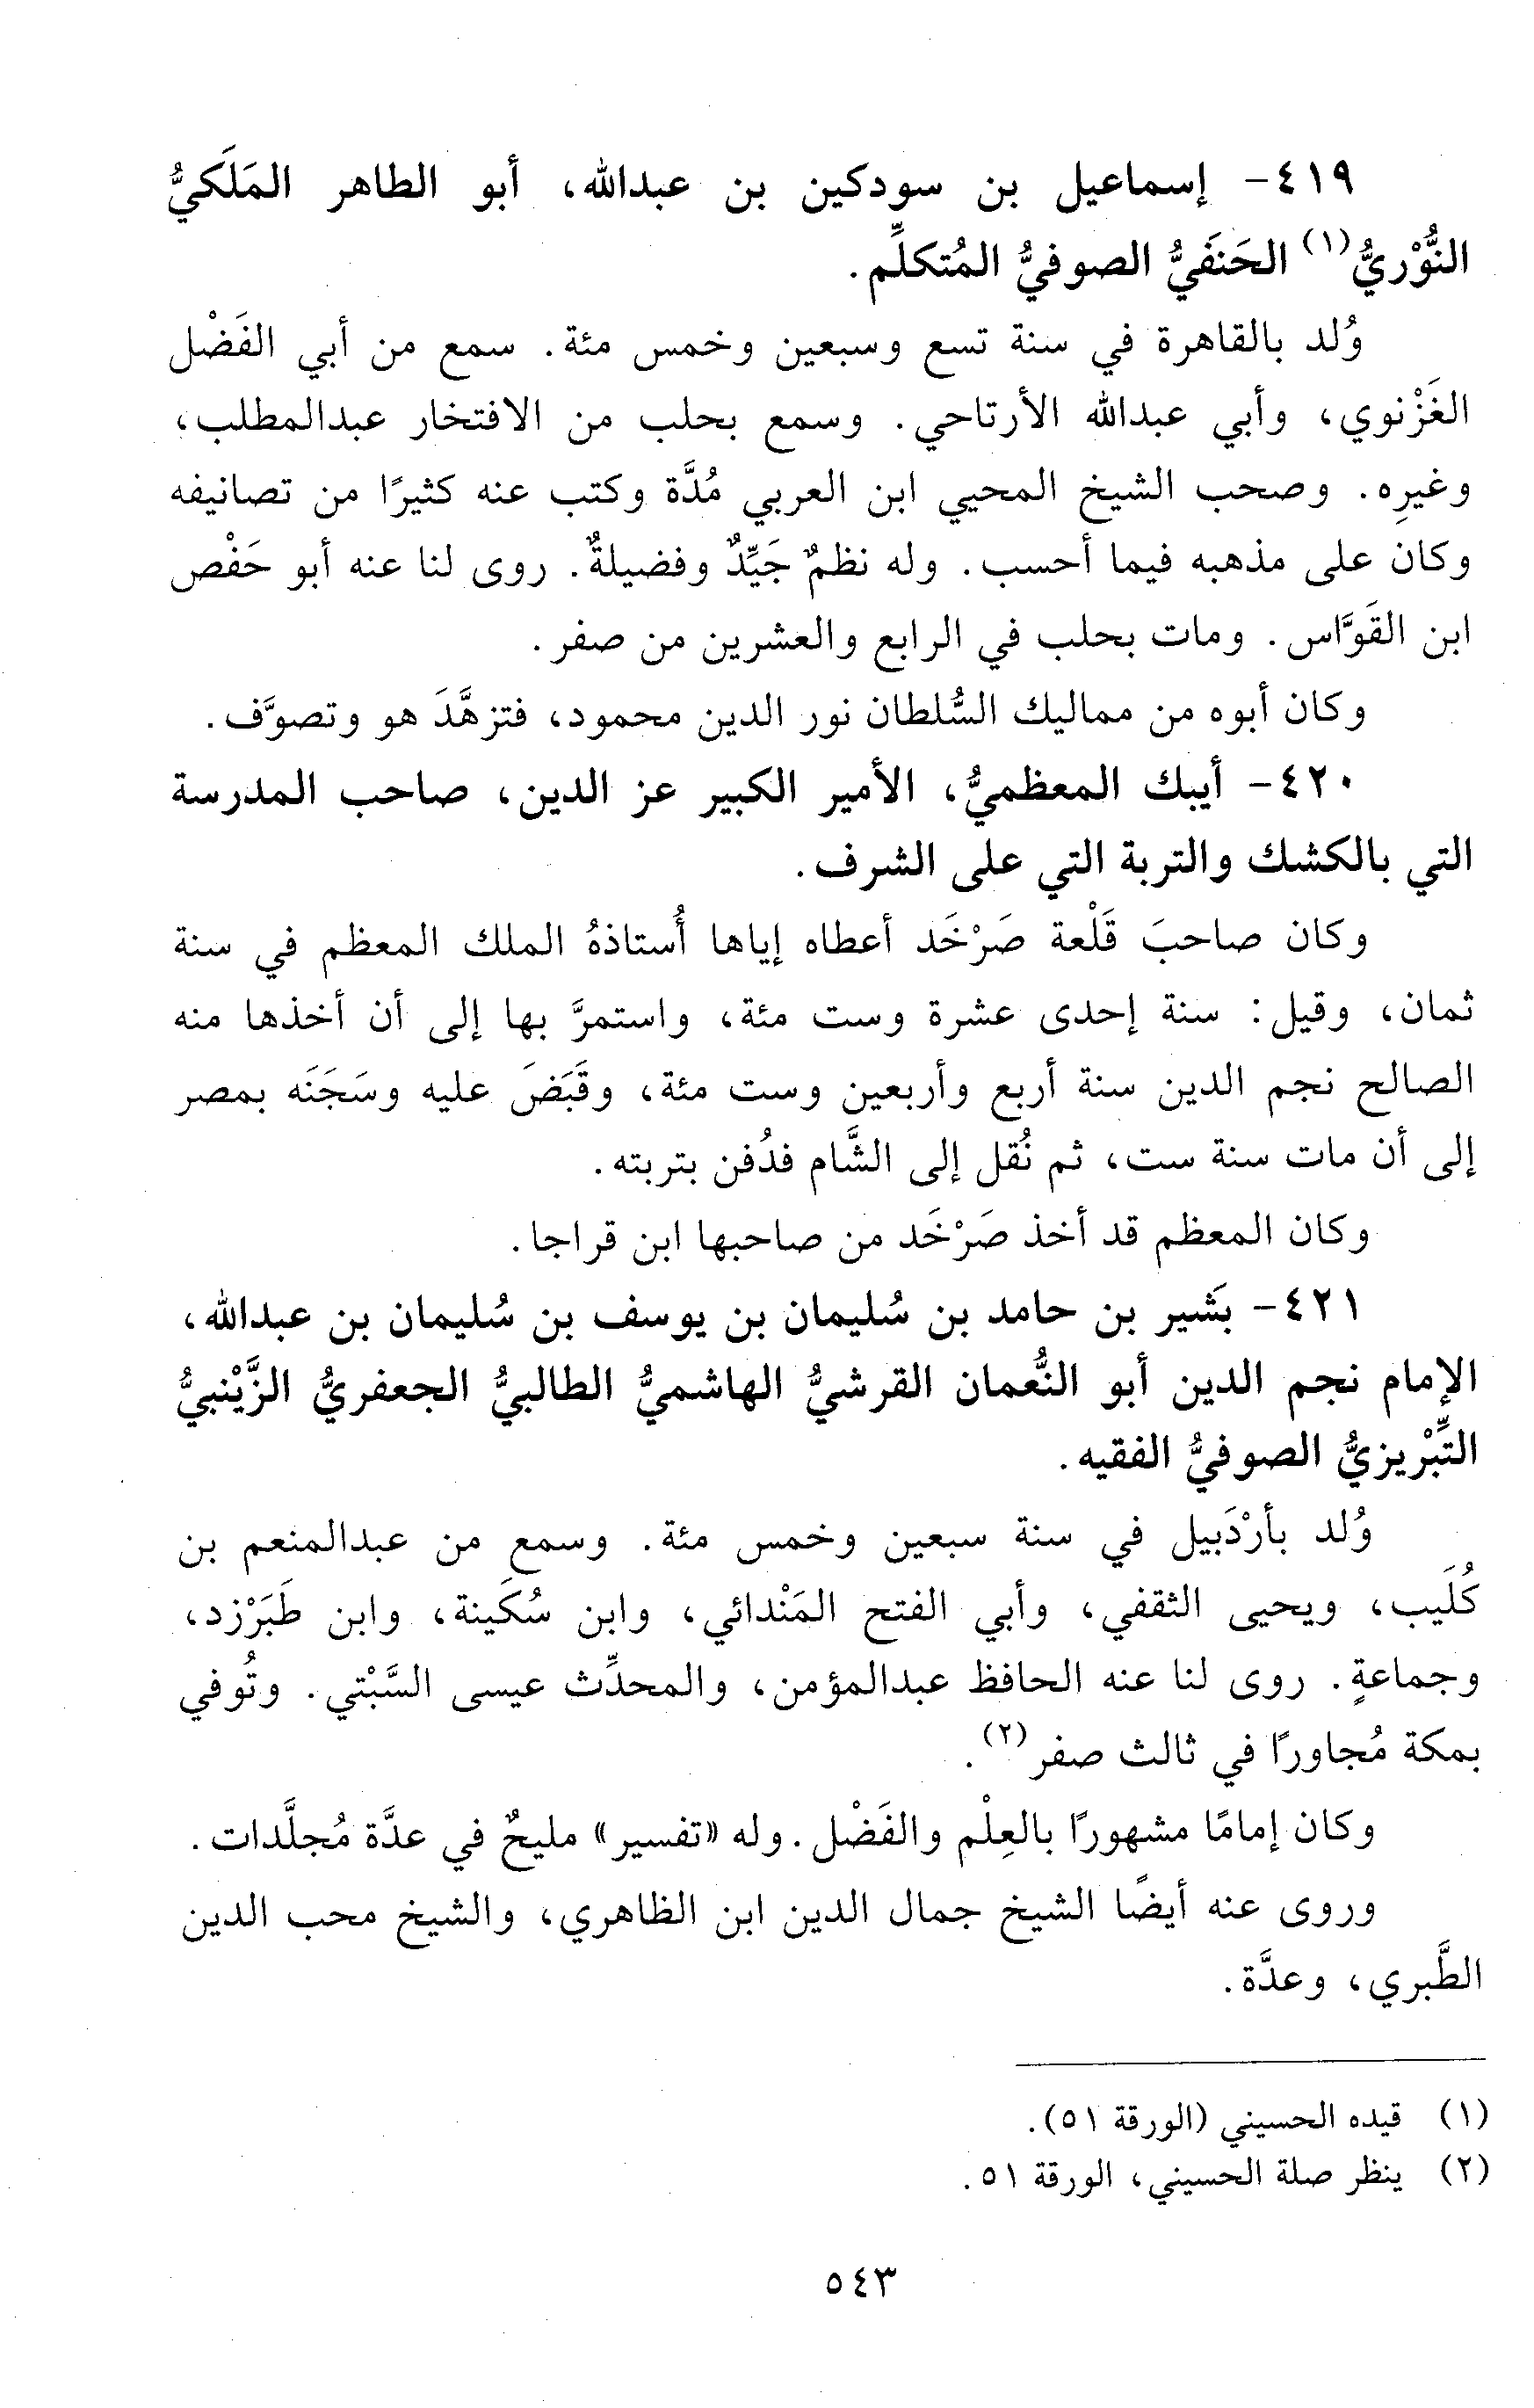 ٤١٩- إسماعيل بن سودكين بن عبدالله، أبو الطاهر المَلَكيُّ
النُّوْريُّ(١) الحَنَفيُّ الصوفيُّ المُتكلِّم.
وُلد بالقاهرة في سنة تسع وسبعين وخمس مئة. سمع من أبي الفَضْل
الغَزْنوي، وأبي عبدالله الأرتاحي. وسمع بحلب من الافتخار عبدالمطلب،
وغيرِه. وصحب الشيخ المحيي ابن العربي مُدَّة وكتب عنه كثيرًا من تصانيفه
وكان على مذهبه فيما أحسب. وله نظمٌ جَيِّدٌ وفضيلةٌ. روى لنا عنه أبو حَفْص
ابن القَوَّاس. ومات بحلب في الرابع والعشرين من صفر.
وكان أبوه من مماليك السُّلطان نور الدين محمود، فتزهَّدَ هو وتصوَّف.
٤٢٠- أيبك المعظميُّ، الأمير الكبير عز الدين، صاحب المدرسة
التي بالكشك والتربة التي على الشرف.
وكان صاحبَ قَلْعة صَرْخَد أعطاه إياها أُستاذهُ الملك المعظم في سنة
ثمان، وقيل: سنة إحدى عشرة وست مئة، واستمرَّ بها إلى أن أخذها منه
الصالح نجم الدين سنة أربع وأربعين وست مئة، وقَبَضَ عليه وسَجَنَه بمصر
إلى أن مات سنة ست، ثم نُقل إلى الشَّام فدُفن بتربته.
وكان المعظم قد أخذ صَرْخَد من صاحبها ابن قراجا.
٤٢١- بَشير بن حامد بن سُليمان بن يوسف بن سُليمان بن عبدالله،
الإمام نجم الدين أبو النُّعمان القرشيُّ الهاشميُّ الطالبيُّ الجعفريُّ الزَّيْنبيُّ
التِّبْريزيُّ الصوفيُّ الفقيه.
وُلد بأرْدَبيل في سنة سبعين وخمس مئة. وسمع من عبدالمنعم بن
كُلَيب، ويحيى الثقفي، وأبي الفتح المَنْدائي، وابن سُكَينة، وابن طَبَرْزد،
وجماعةٍ. روى لنا عنه الحافظ عبدالمؤمن، والمحدِّث عيسى السَّبْتي. وتُوفي
بمكة مُجاورًا في ثالث صفر(٢).
وكان إمامًا مشهورًا بالعِلْم والفَضْل. وله «تفسير» مليحٌ في عدَّة مُجلَّدات.
وروى عنه أيضًا الشيخ جمال الدين ابن الظاهري، والشيخ محب الدين
الطَّبري، وعدَّة.
(١) قيده الحسيني (الورقة ٥١).
(٢) ينظر صلة الحسيني، الورقة ٥١.
٥٤٣